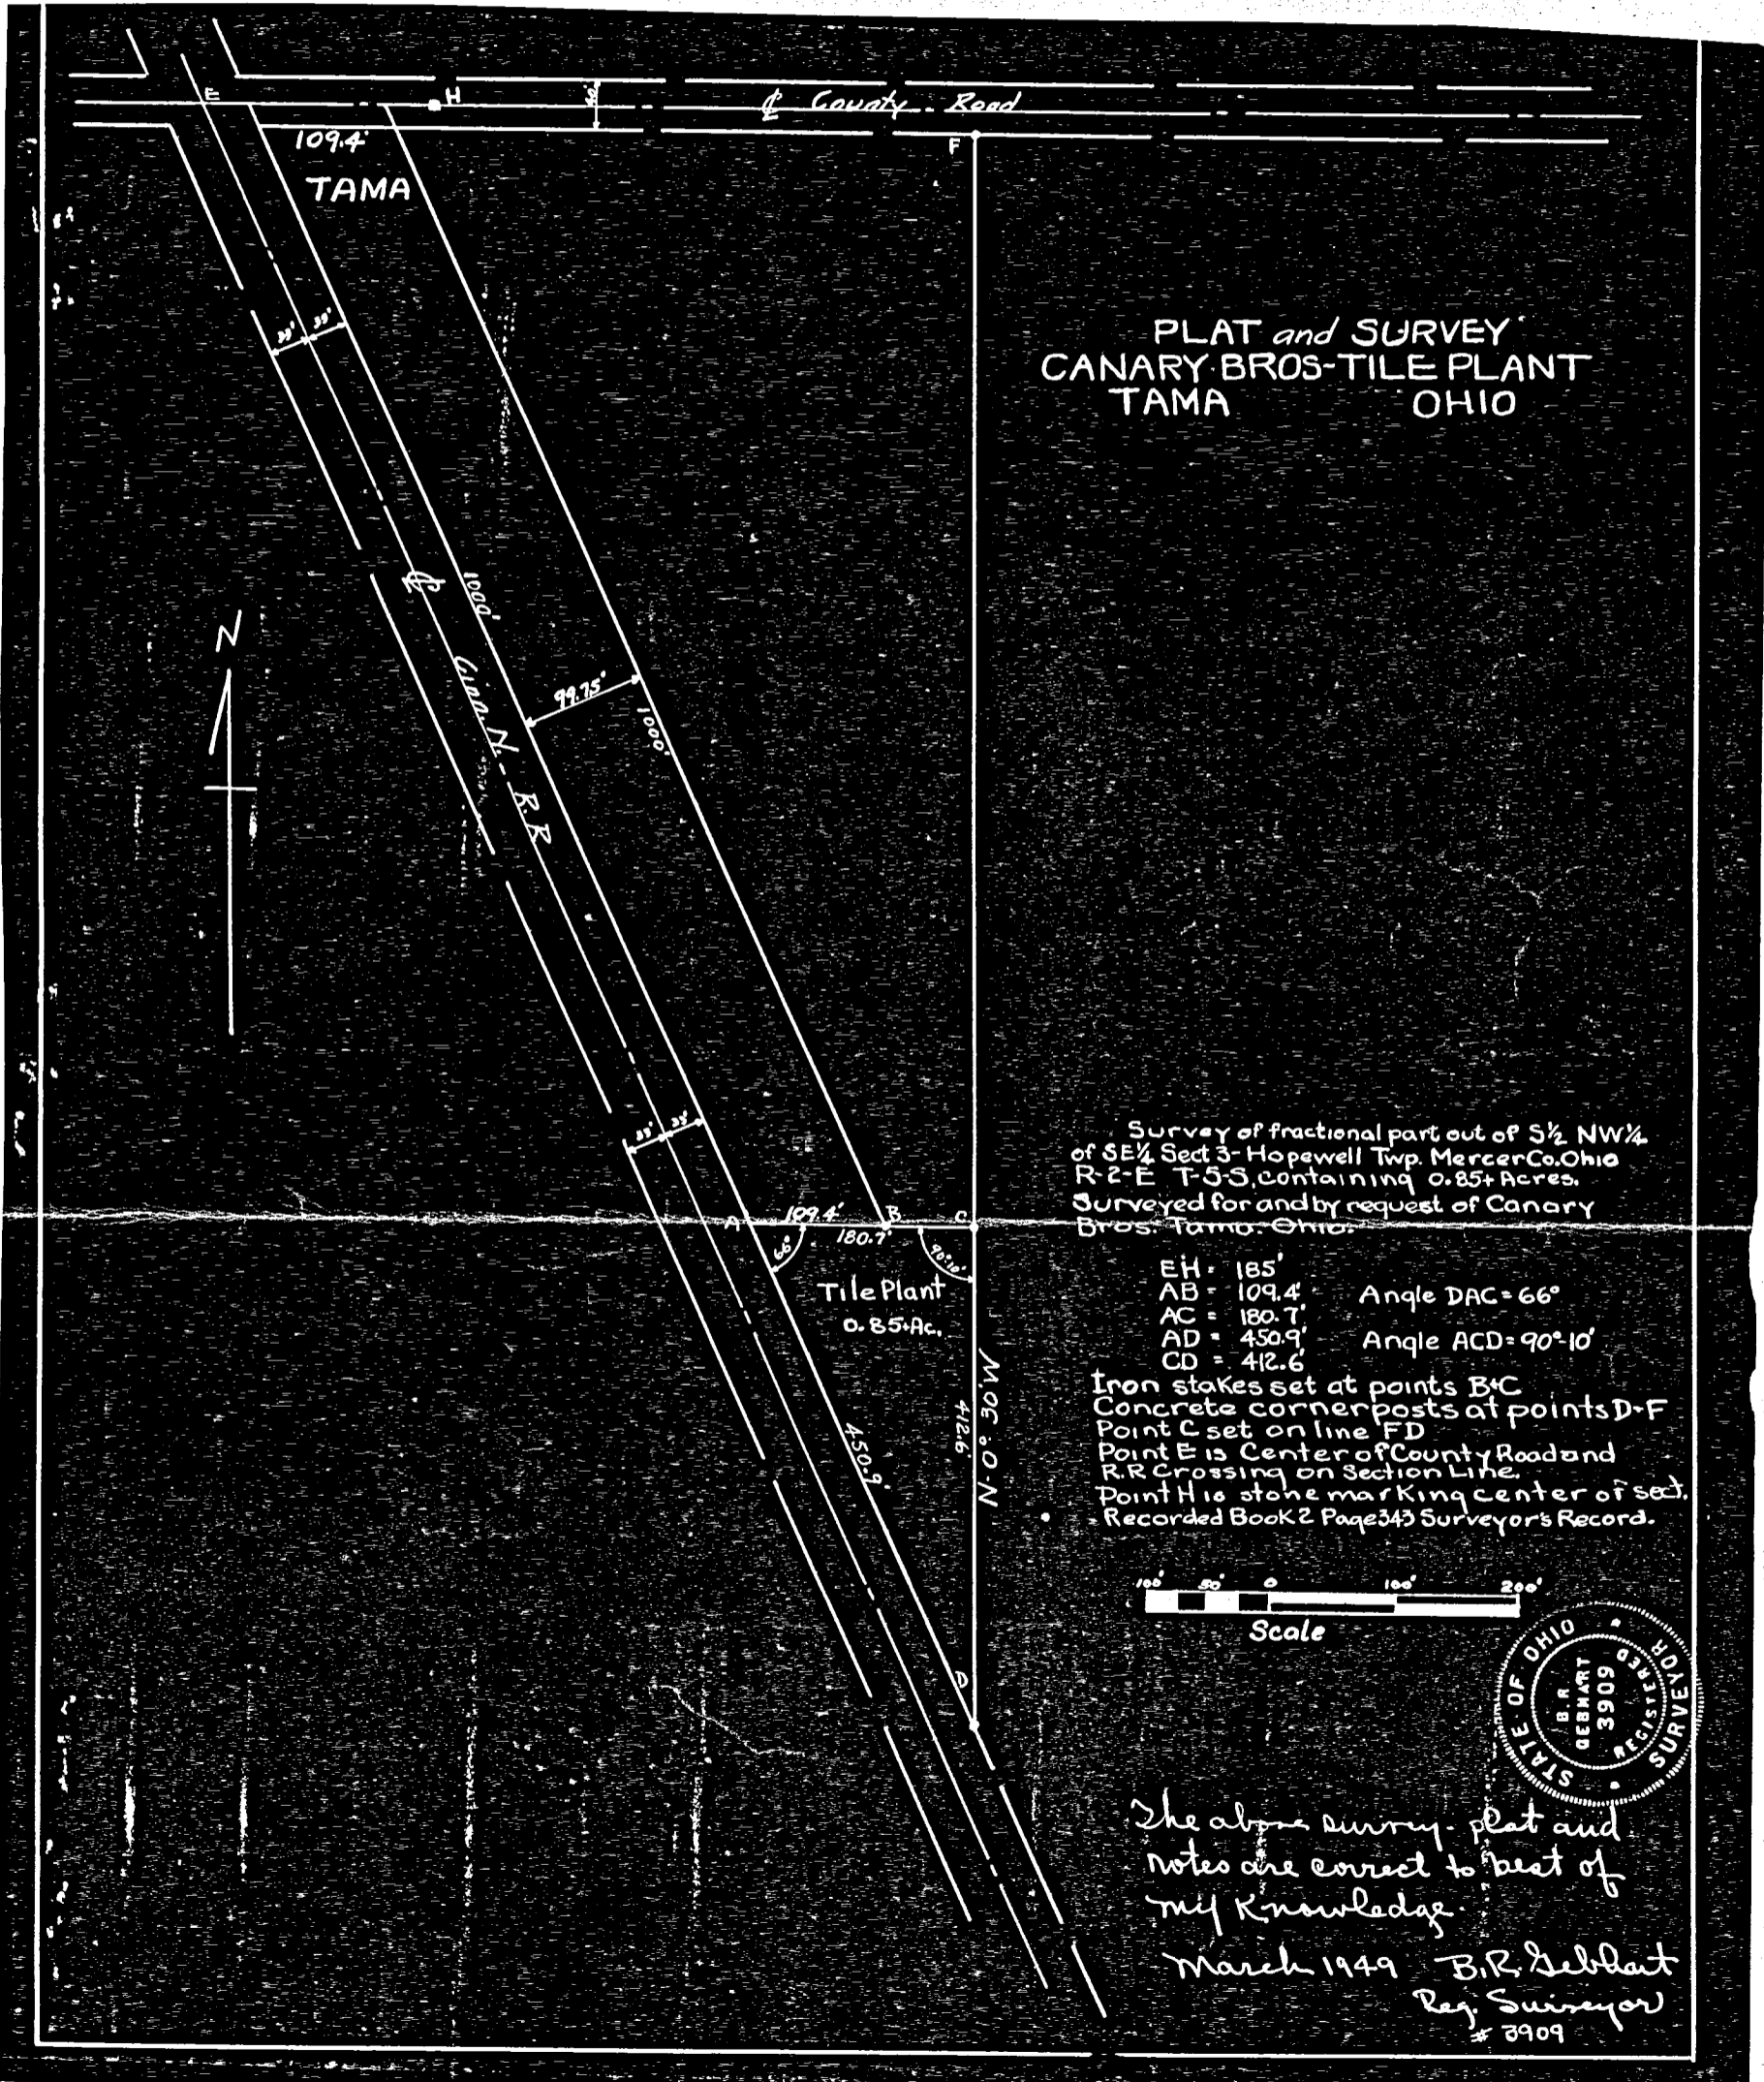 E
H
40'
℄ County Road
109.4'
F
TAMA
33' 33'
PLAT and SURVEY
CANARY BROS-TILE PLANT
TAMA OHIO
℄
1000'
N
Cinn. N. R.R
99.75'
1000'
33' 33'
Survey of fractional part out of S½ NW¼
of SE¼ Sect 3-Hopewell Twp. Mercer Co. Ohio
R-2-E T-5-S, containing 0.85+ Acres.
Surveyed for and by request of Canary
Bros. Tama. Ohio.
A 109.4' B C
180.7'
66° 90°-10'
Tile Plant
0.85+Ac.
EH = 185'
AB = 109.4' Angle DAC = 66°
AC = 180.7'
AD = 450.9' Angle ACD = 90°-10'
CD = 412.6'
Iron stakes set at points B+C
Concrete cornerposts at points D-F
Point C set on line FD
Point E is Center of County Road and
R.R Crossing on Section Line.
Point H is stone marking center of sect.
Recorded Book 2 Page 343 Surveyor's Record.
450.9'
412.6'
N-0°30'W
100' 50' 0 100' 200'
Scale
D
STATE OF OHIO
REGISTERED
SURVEYOR
B.R.
GEBHART
3909
The above survey - plat and
notes are correct to best of
my Knowledge.
March 1949 B.R. Gebhart
Reg. Surveyor
# 3909